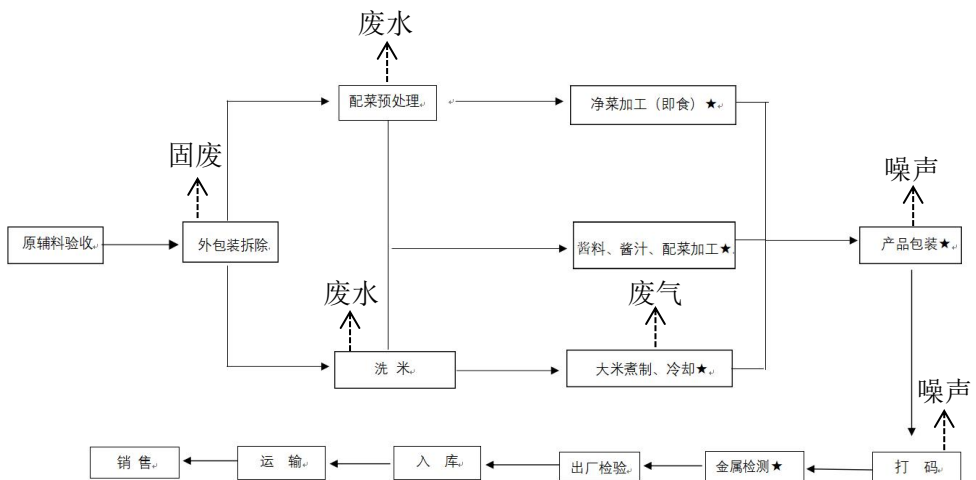 废水
配菜预处理
净菜加工（即食）★
固废
噪声
原辅料验收
外包装拆除
酱料、酱汁、配菜加工★
产品包装★
废水
废气
洗 米
大米煮制、冷却★
噪声
销 售
运 输
入 库
出厂检验
金属检测★
打 码